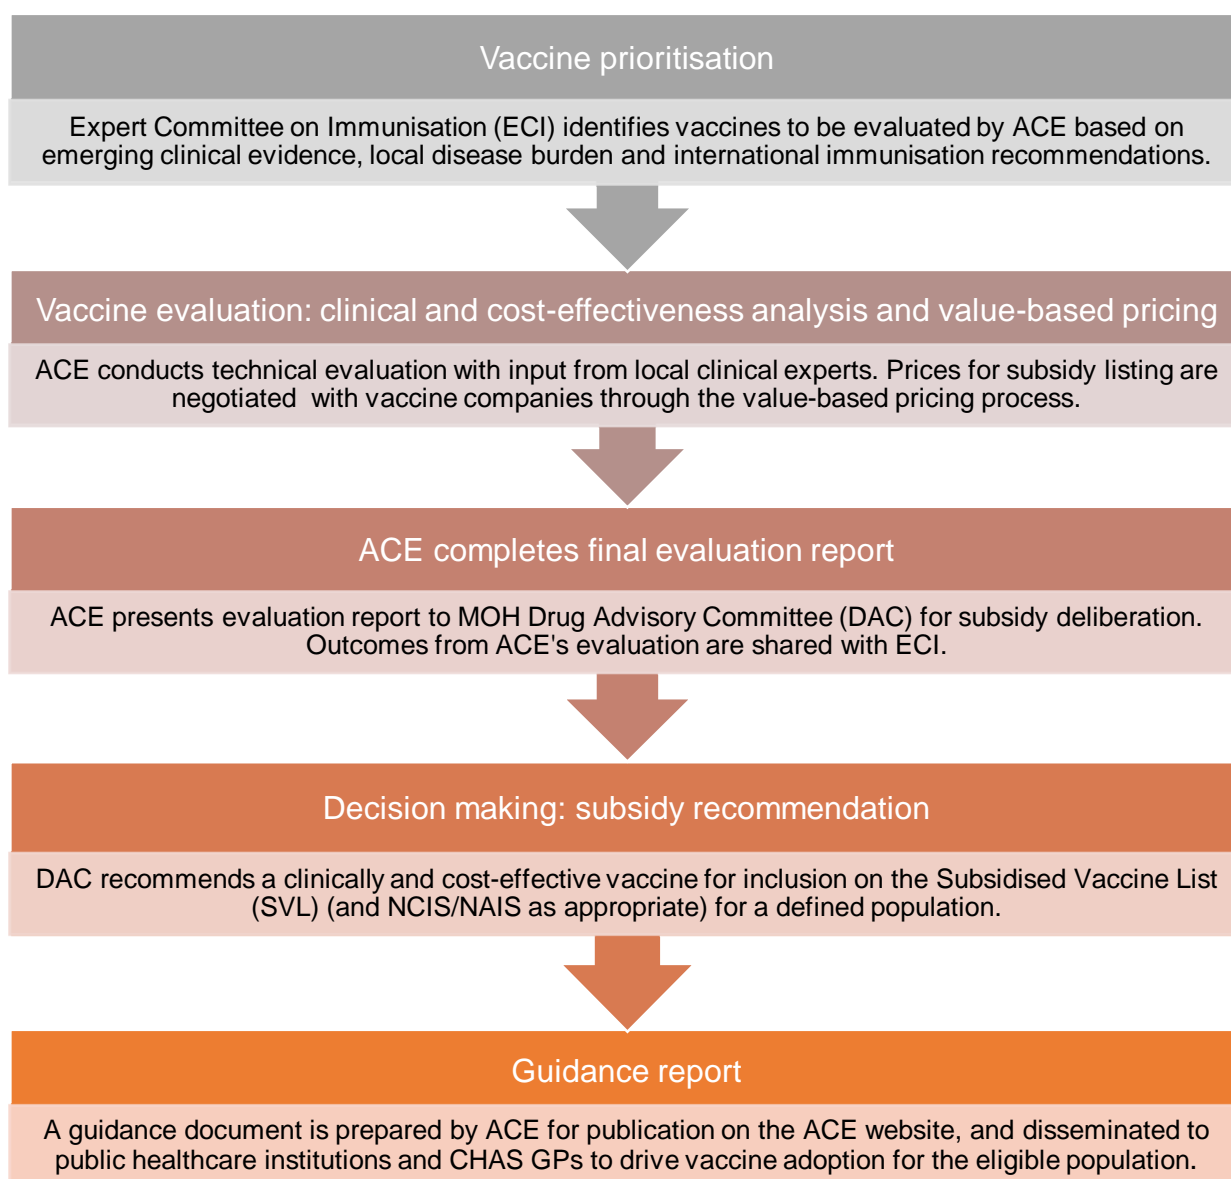 Vaccine prioritisation
Expert Committee on Immunisation (ECI) identifies vaccines to be evaluated by ACE based on
emerging clinical evidence, local disease burden and international immunisation recommendations.
Vaccine evaluation: clinical and cost-effectiveness analysis and value-based pricing
ACE conducts technical evaluation with input from local clinical experts. Prices for subsidy listing are
negotiated with vaccine companies through the value-based pricing process.
ACE completes final evaluation report
ACE presents evaluation report to MOH Drug Advisory Committee (DAC) for subsidy deliberation.
Outcomes from ACE's evaluation are shared with ECI.
Decision making: subsidy recommendation
DAC recommends a clinically and cost-effective vaccine for inclusion on the Subsidised Vaccine List
(SVL) (and NCIS/NAIS as appropriate) for a defined population.
Guidance report
A guidance document is prepared by ACE for publication on the ACE website, and disseminated to
public healthcare institutions and CHAS GPs to drive vaccine adoption for the eligible population.